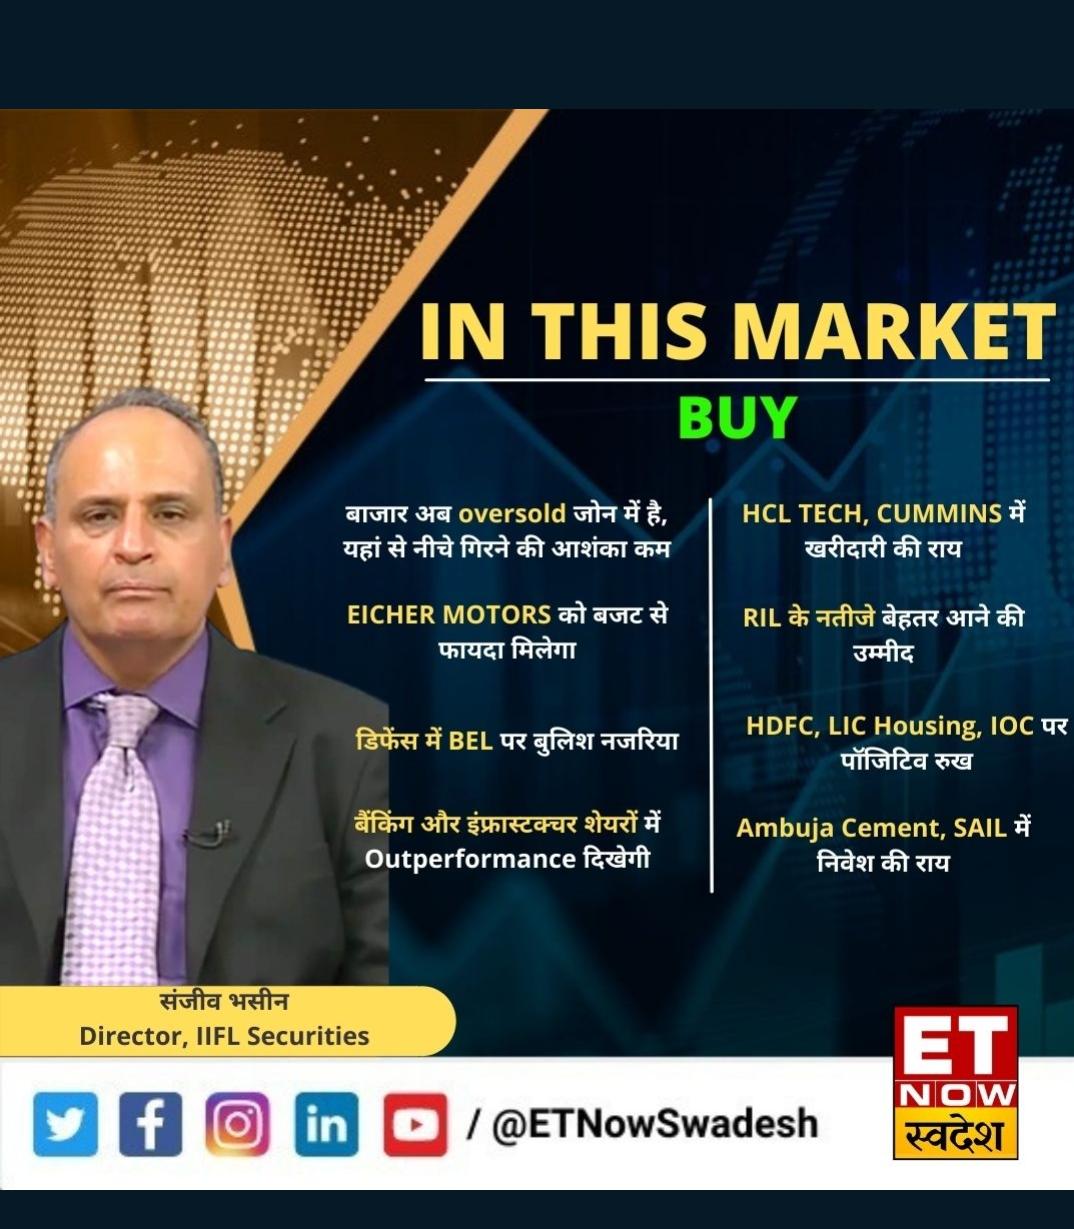 IN THIS MARKET
BUY
बाजार अब oversold जोन में है,
यहां से नीचे गिरने की आशंका कम
EICHER MOTORS को बजट से
फायदा मिलेगा
डिफेंस में BEL पर बुलिश नजरिया
बैंकिंग और इंफ्रास्टक्चर शेयरों में
Outperformance दिखेगी
HCL TECH, CUMMINS में
खरीदारी की राय
RIL के नतीजे बेहतर आने की
उम्मीद
HDFC, LIC Housing, IOC पर
पॉजिटिव रुख
Ambuja Cement, SAIL में
निवेश की राय
संजीव भसीन
Director, IIFL Securities
/ @ETNowSwadesh
ET
NOW
स्वदेश